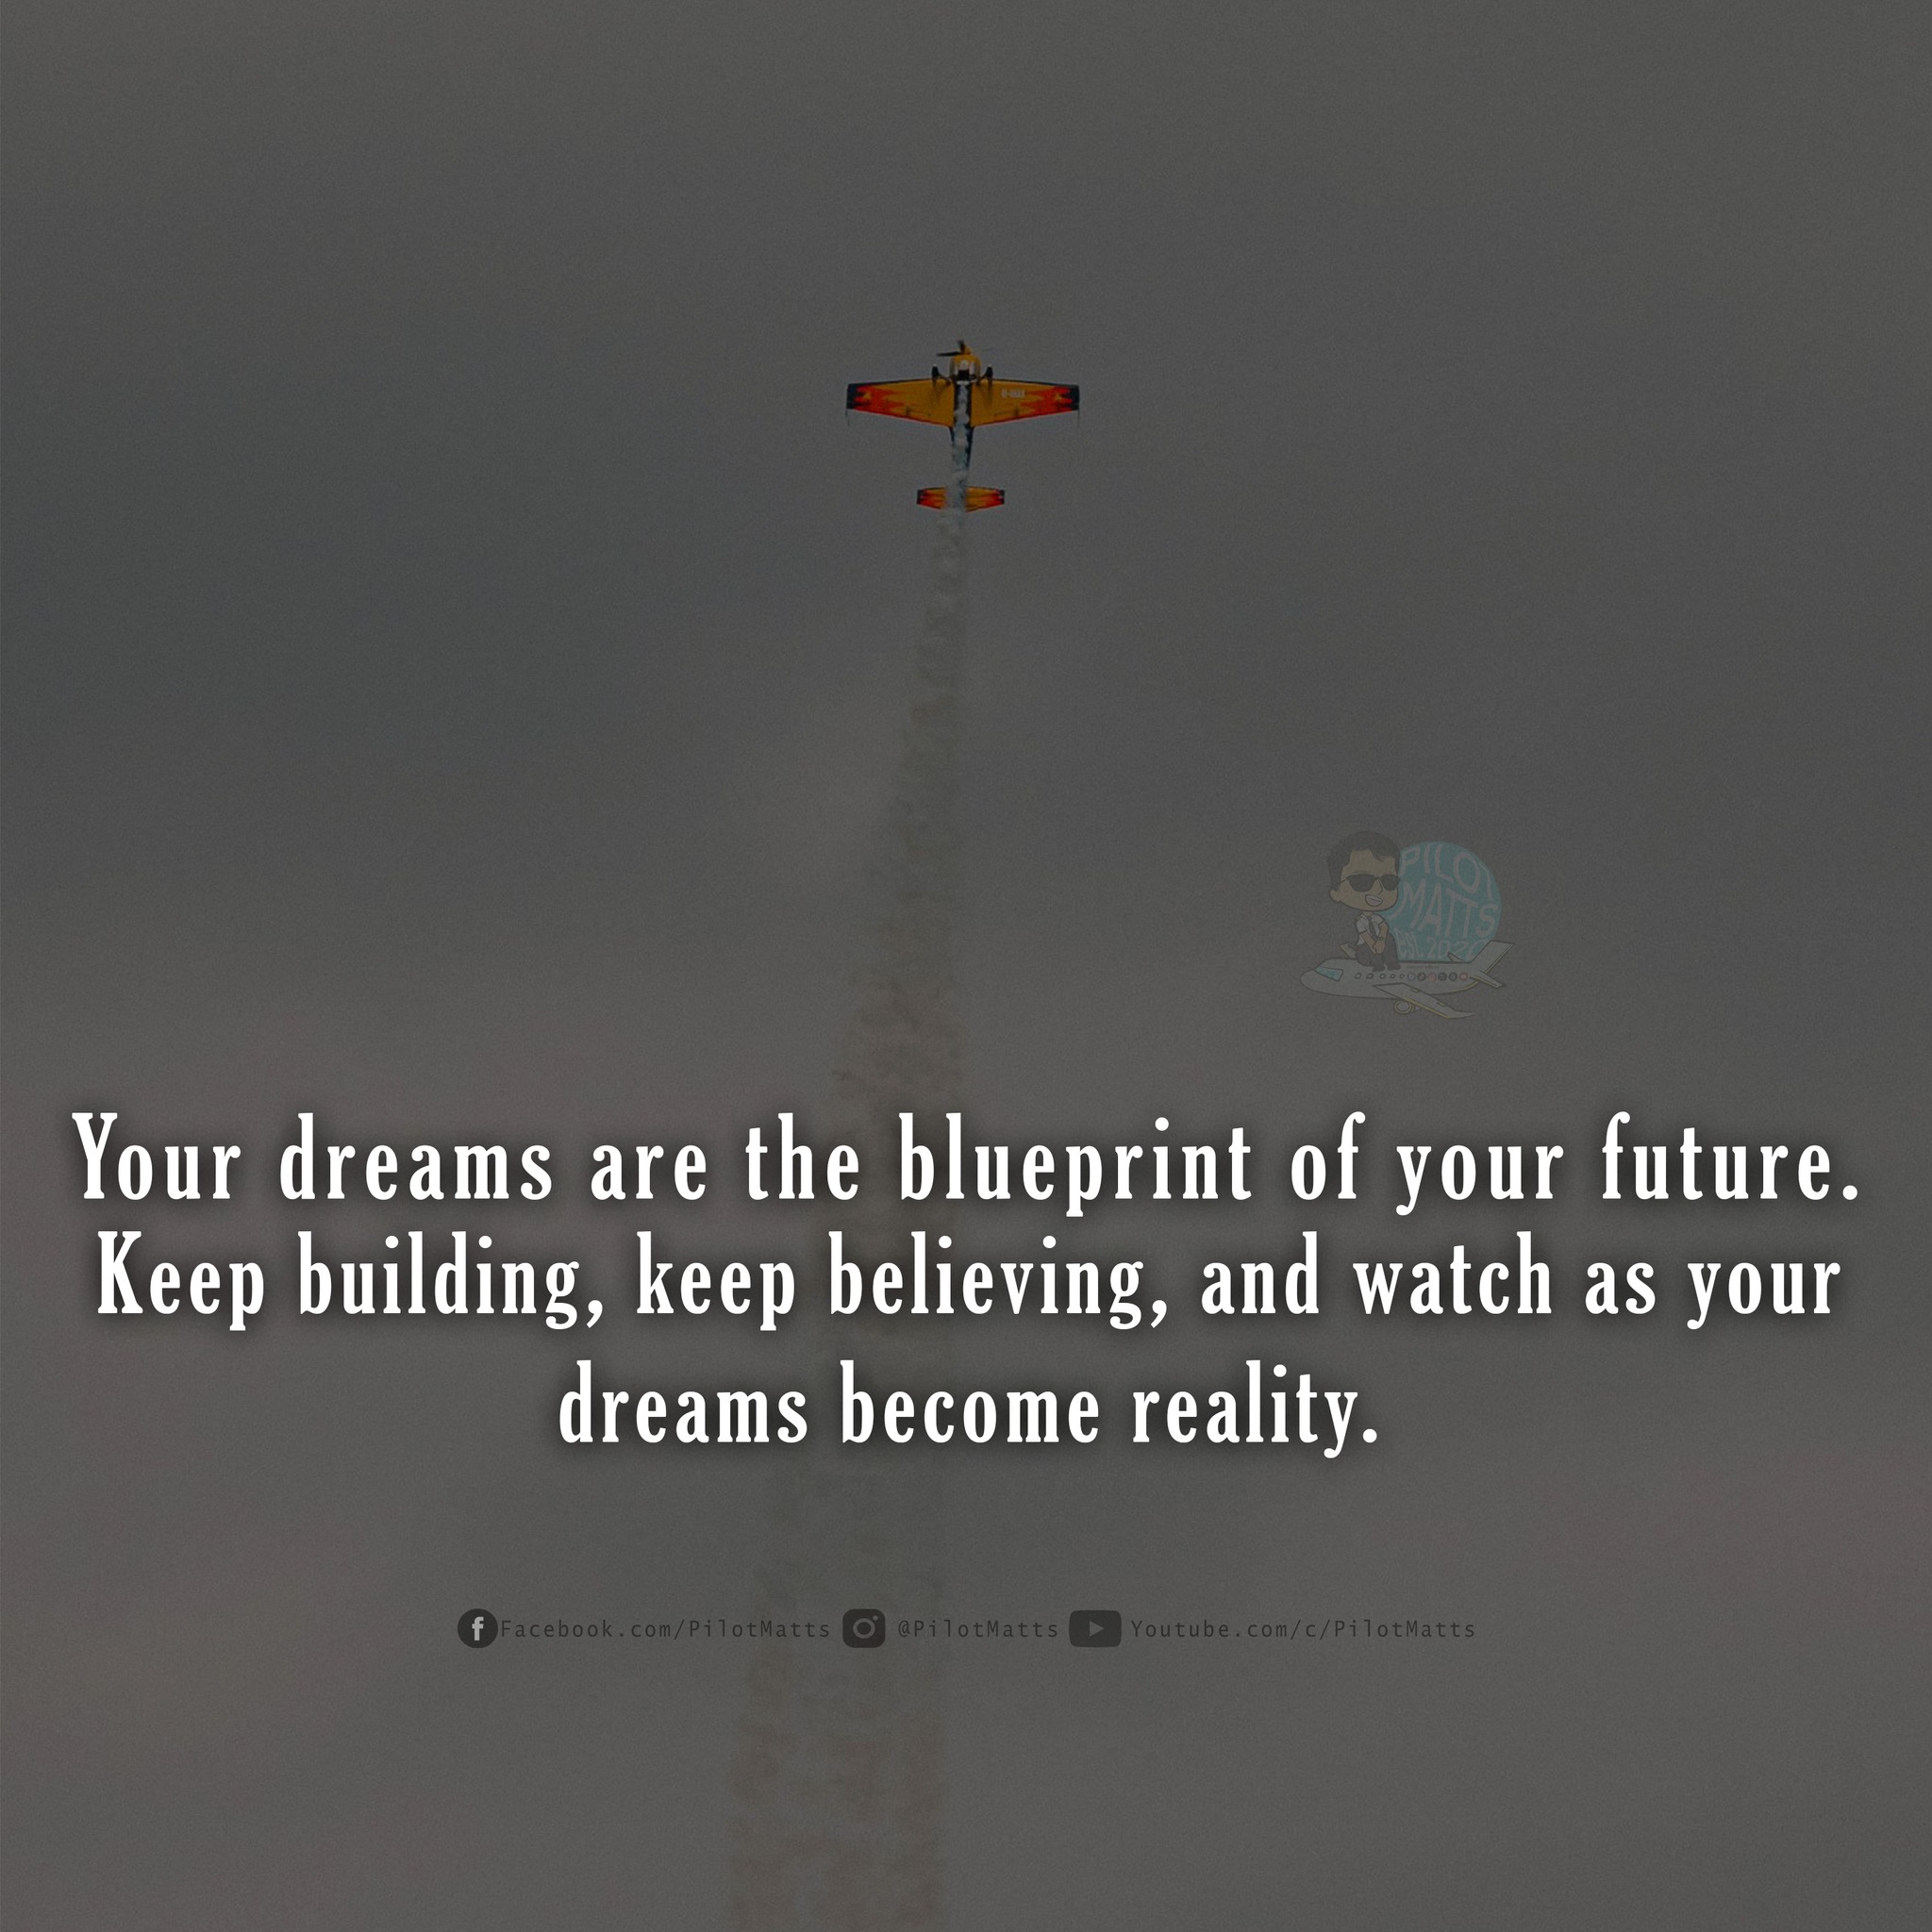 PILOT
MATTS
Your dreams are the blueprint of your future.
Keep building, keep believing, and watch as your
dreams become reality.
Facebook.com/PilotMatts @PilotMatts Youtube.com/c/PilotMatts